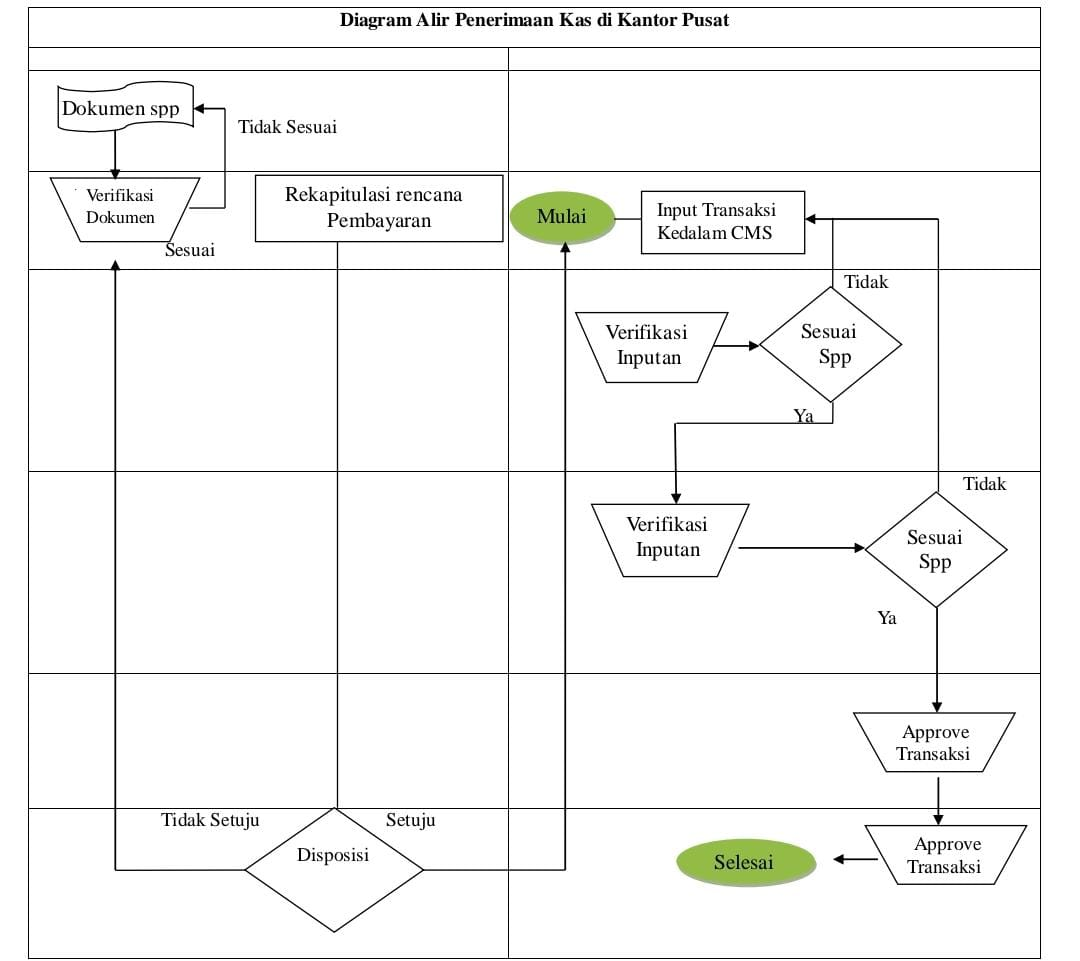 Diagram Alir Penerimaan Kas di Kantor Pusat
Dokumen spp
Tidak Sesuai
Verifikasi
Dokumen
Sesuai
Rekapitulasi rencana
Pembayaran
Mulai
Input Transaksi
Kedalam CMS
Tidak
Verifikasi
Inputan
Sesuai
Spp
Ya
Tidak
Verifikasi
Inputan
Sesuai
Spp
Ya
Approve
Transaksi
Tidak Setuju
Setuju
Disposisi
Selesai
Approve
Transaksi